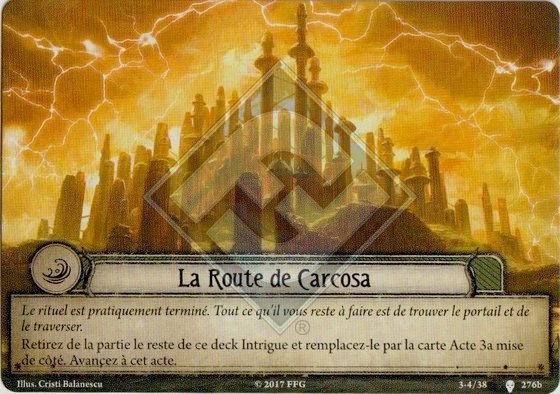 La Route de Carcosa
Le rituel est pratiquement terminé. Tout ce qu'il vous reste à faire est de trouver le portail et de
le traverser.
Retirez de la partie le reste de ce deck Intrigue et remplacez-le par la carte Acte 3a mise
de côté. Avancez à cet acte.
®
Illus. Cristi Balanescu © 2017 FFG 3-4/38 276b